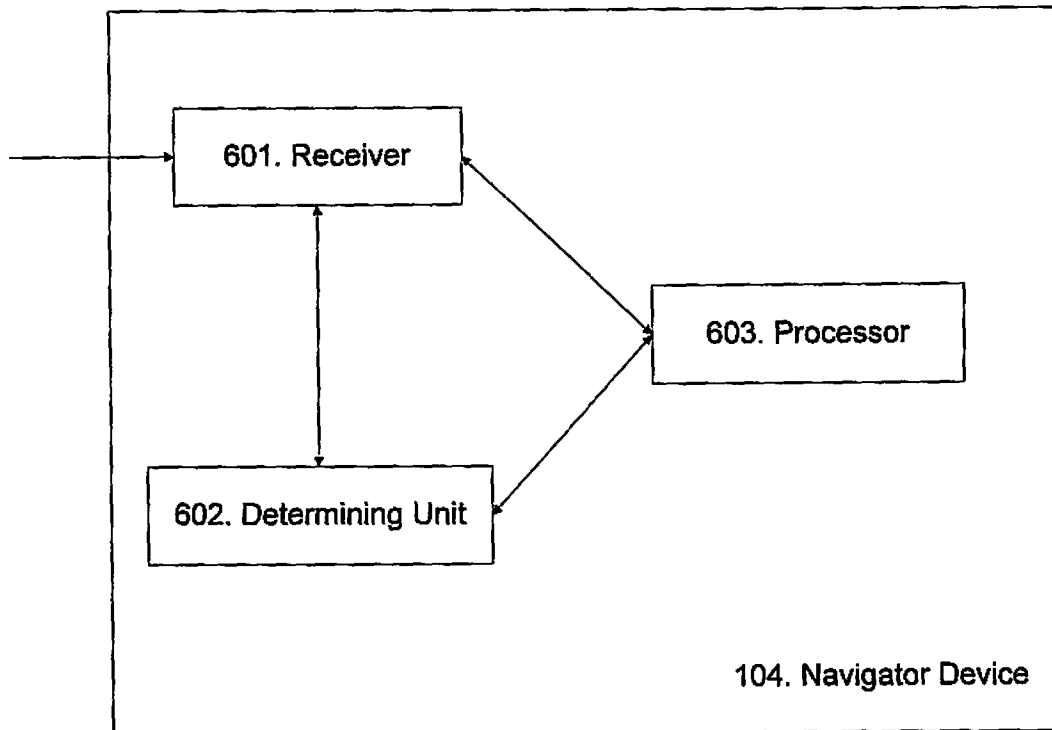 601. Receiver
603. Processor
602. Determining Unit
104. Navigator Device